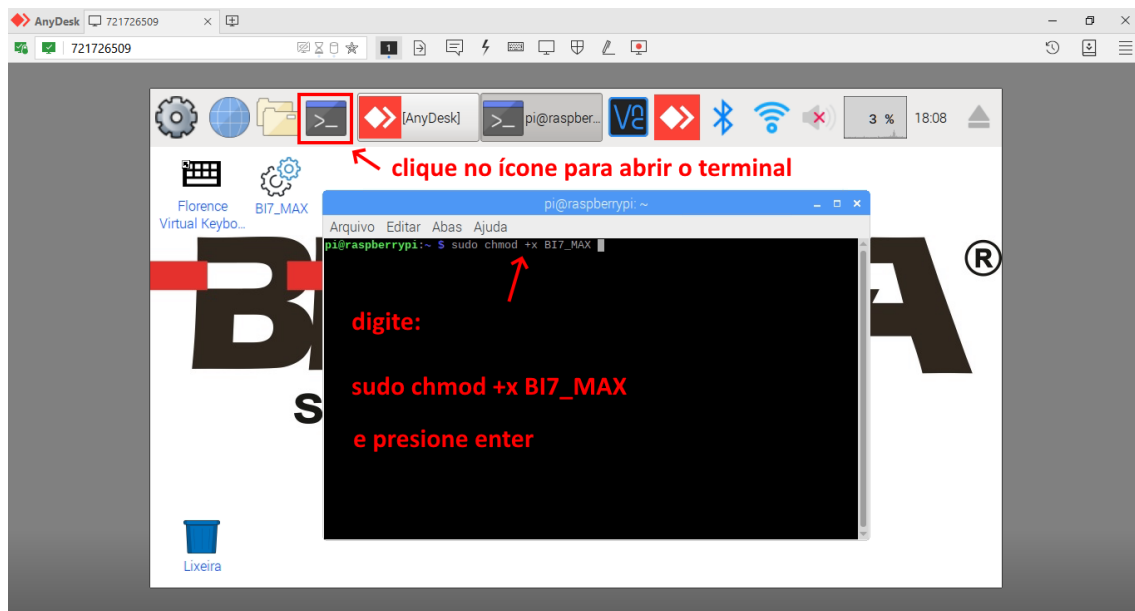 AnyDesk 721726509
721726509
1
[AnyDesk]
pi@raspber...
3 %
18:08
clique no ícone para abrir o terminal
Florence
Virtual Keybo...
BI7_MAX
pi@raspberrypi: ~
Arquivo Editar Abas Ajuda
pi@raspberrypi:~ $ sudo chmod +x BI7_MAX
®
digite:
sudo chmod +x BI7_MAX
S
e presione enter
Lixeira